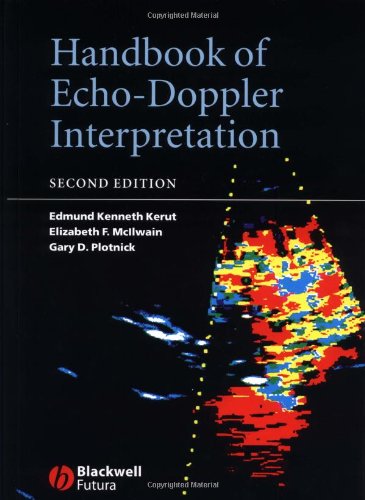 Copyrighted Material
Handbook of
Echo-Doppler
Interpretation
SECOND EDITION
Edmund Kenneth Kerut
Elizabeth F. McIlwain
Gary D. Plotnick
Blackwell
Futura
Copyrighted Material